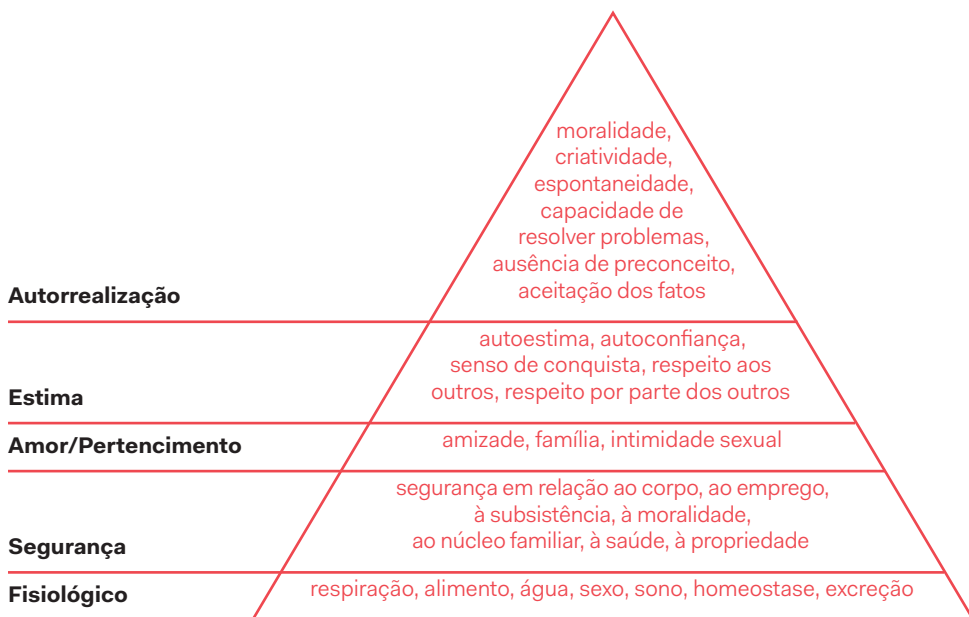 moralidade,
criatividade,
espontaneidade,
capacidade de
resolver problemas,
ausência de preconceito,
aceitação dos fatos
Autorrealização
autoestima, autoconfiança,
senso de conquista, respeito aos
outros, respeito por parte dos outros
Estima
amizade, família, intimidade sexual
Amor/Pertencimento
segurança em relação ao corpo, ao emprego,
à subsistência, à moralidade,
ao núcleo familiar, à saúde, à propriedade
Segurança
respiração, alimento, água, sexo, sono, homeostase, excreção
Fisiológico